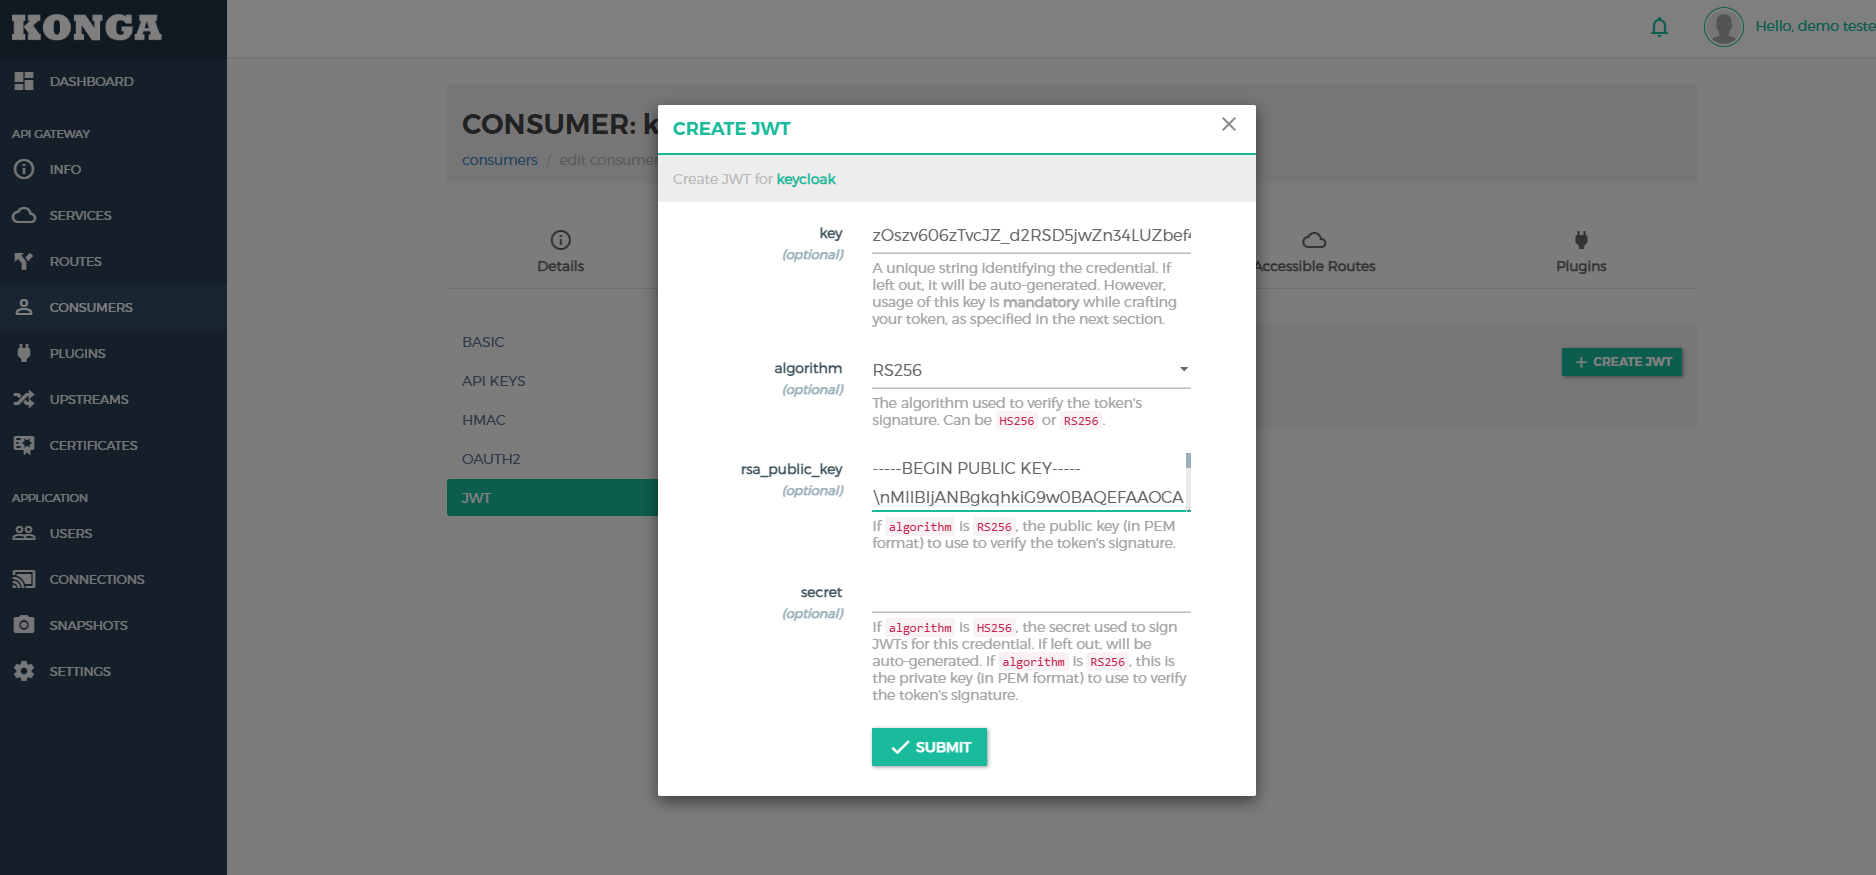 KONGA
Hello, demo teste
DASHBOARD
API GATEWAY
INFO
SERVICES
ROUTES
CONSUMERS
PLUGINS
UPSTREAMS
CERTIFICATES
APPLICATION
USERS
CONNECTIONS
SNAPSHOTS
SETTINGS
CONSUMER: k
consumers / edit consumer
Details
Accessible Routes
Plugins
BASIC
API KEYS
HMAC
OAUTH2
JWT
+ CREATE JWT
CREATE JWT
Create JWT for keycloak
key
(optional)
zOszv606zTvcJZ_d2RSD5jwZn34LUZbef4
A unique string identifying the credential. If
left out, it will be auto-generated. However,
usage of this key is mandatory while crafting
your token, as specified in the next section.
algorithm
(optional)
RS256
The algorithm used to verify the token's
signature. Can be HS256 or RS256.
rsa_public_key
(optional)
-----BEGIN PUBLIC KEY-----
\nMIIBIjANBgkqhkiG9w0BAQEFAAOCA
If algorithm is RS256, the public key (in PEM
format) to use to verify the token's signature.
secret
(optional)
If algorithm is HS256, the secret used to sign
JWTs for this credential. If left out, will be
auto-generated. If algorithm is RS256, this is
the private key (in PEM format) to use to verify
the token's signature.
SUBMIT